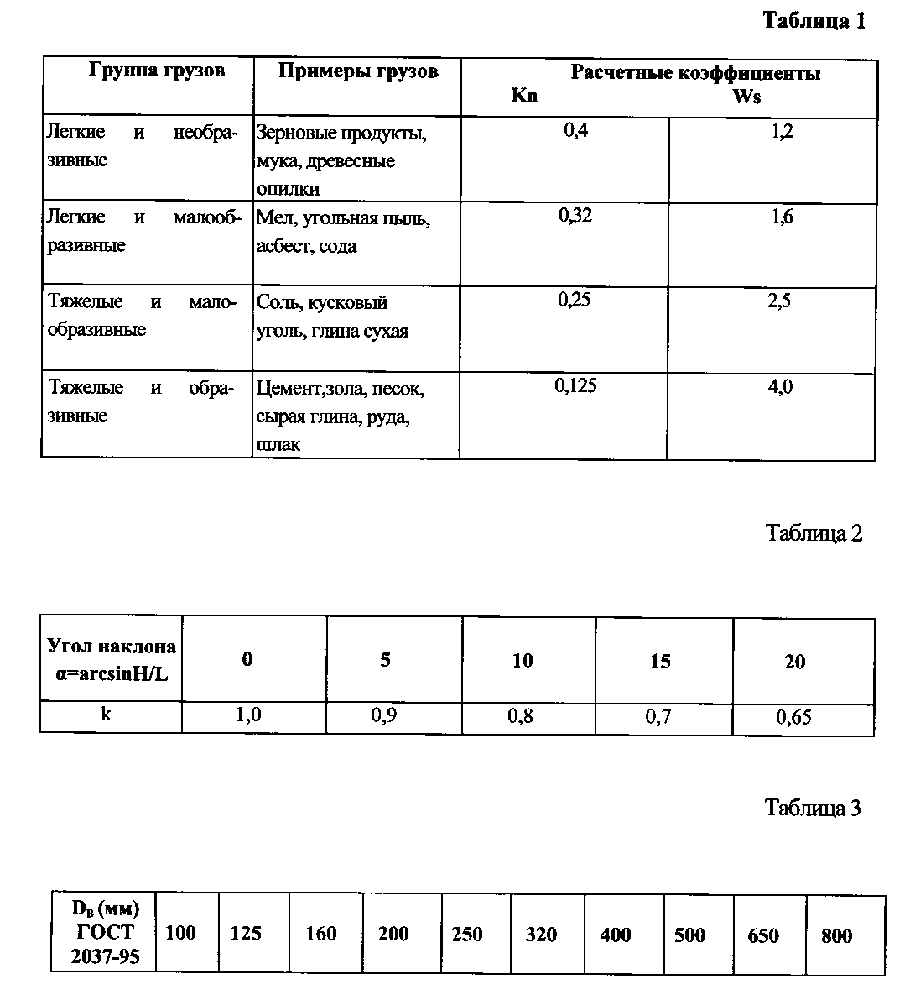 Таблица 1
Группа грузов Примеры грузов Расчетные коэффициенты
Kn Ws
Легкие и необра- Зерновые продукты, 0,4 1,2
зивные мука, древесные
опилки
Легкие и малооб- Мел, угольная пыль, 0,32 1,6
разивные асбест, сода
Тяжелые и мало- Соль, кусковый 0,25 2,5
образивные уголь, глина сухая
Тяжелые и обра- Цемент,зола, песок, 0,125 4,0
зивные сырая глина, руда,
шлак
Таблица 2
Угол наклона 0 5 10 15 20
α=arcsinH/L
k 1,0 0,9 0,8 0,7 0,65
Таблица 3
Dв (мм)
ГОСТ 100 125 160 200 250 320 400 500 650 800
2037-95